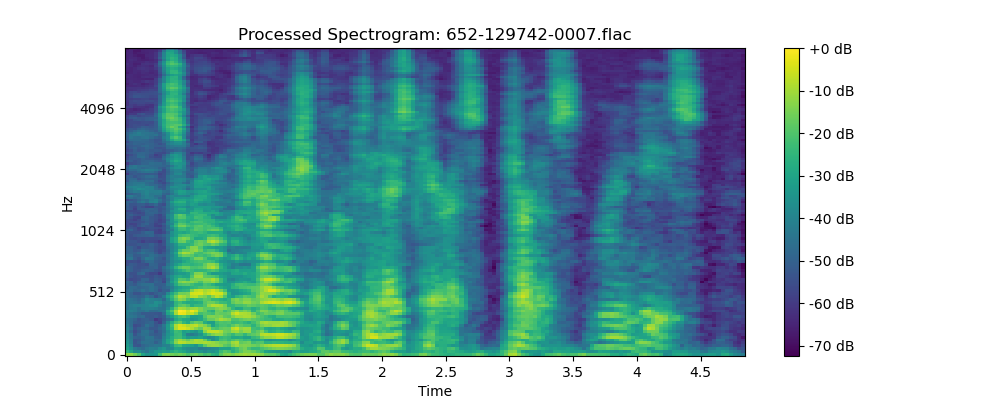 Processed Spectrogram: 652-129742-0007.flac
Hz
4096
2048
1024
512
0
0 0.5 1 1.5 2 2.5 3 3.5 4 4.5
Time
+0 dB
-10 dB
-20 dB
-30 dB
-40 dB
-50 dB
-60 dB
-70 dB